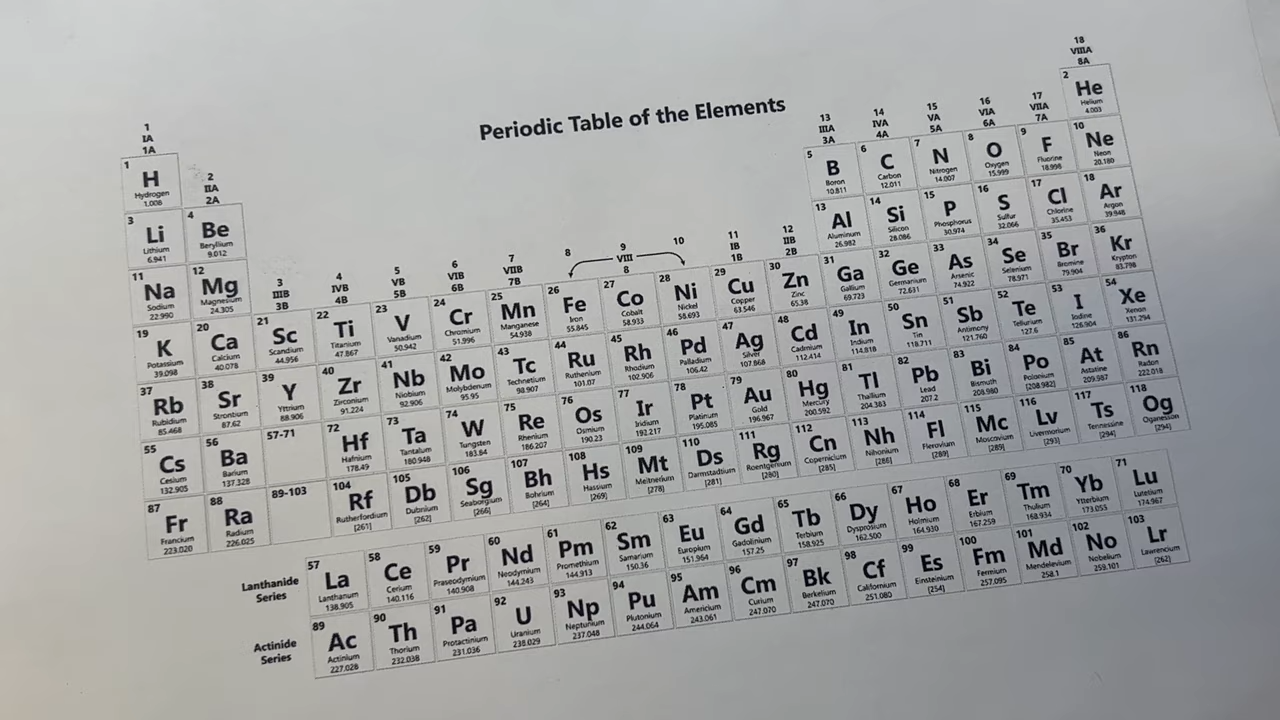 Periodic Table of the Elements
1 IA 1A
2 IIA 2A
3 IIIB 3B
4 IVB 4B
5 VB 5B
6 VIB 6B
7 VIIB 7B
8 9 10 VIII 8
11 IB 1B
12 IIB 2B
13 IIIA 3A
14 IVA 4A
15 VA 5A
16 VIA 6A
17 VIIA 7A
18 VIIIA 8A
1 H Hydrogen 1.008
2 He Helium 4.003
3 Li Lithium 6.941
4 Be Beryllium 9.012
5 B Boron 10.811
6 C Carbon 12.011
7 N Nitrogen 14.007
8 O Oxygen 15.999
9 F Fluorine 18.998
10 Ne Neon 20.180
11 Na Sodium 22.990
12 Mg Magnesium 24.305
13 Al Aluminum 26.982
14 Si Silicon 28.086
15 P Phosphorus 30.974
16 S Sulfur 32.066
17 Cl Chlorine 35.453
18 Ar Argon 39.948
19 K Potassium 39.098
20 Ca Calcium 40.078
21 Sc Scandium 44.956
22 Ti Titanium 47.867
23 V Vanadium 50.942
24 Cr Chromium 51.996
25 Mn Manganese 54.938
26 Fe Iron 55.845
27 Co Cobalt 58.933
28 Ni Nickel 58.693
29 Cu Copper 63.546
30 Zn Zinc 65.38
31 Ga Gallium 69.723
32 Ge Germanium 72.631
33 As Arsenic 74.922
34 Se Selenium 78.971
35 Br Bromine 79.904
36 Kr Krypton 83.798
37 Rb Rubidium 85.468
38 Sr Strontium 87.62
39 Y Yttrium 88.906
40 Zr Zirconium 91.224
41 Nb Niobium 92.906
42 Mo Molybdenum 95.95
43 Tc Technetium 98.907
44 Ru Ruthenium 101.07
45 Rh Rhodium 102.906
46 Pd Palladium 106.42
47 Ag Silver 107.868
48 Cd Cadmium 112.414
49 In Indium 114.818
50 Sn Tin 118.711
51 Sb Antimony 121.760
52 Te Tellurium 127.6
53 I Iodine 126.904
54 Xe Xenon 131.294
55 Cs Cesium 132.905
56 Ba Barium 137.328
57-71
72 Hf Hafnium 178.49
73 Ta Tantalum 180.948
74 W Tungsten 183.84
75 Re Rhenium 186.207
76 Os Osmium 190.23
77 Ir Iridium 192.217
78 Pt Platinum 195.085
79 Au Gold 196.967
80 Hg Mercury 200.592
81 Tl Thallium 204.383
82 Pb Lead 207.2
83 Bi Bismuth 208.980
84 Po Polonium [208.982]
85 At Astatine 209.987
86 Rn Radon 222.018
87 Fr Francium 223.020
88 Ra Radium 226.025
89-103
104 Rf Rutherfordium [261]
105 Db Dubnium [262]
106 Sg Seaborgium [266]
107 Bh Bohrium [264]
108 Hs Hassium [269]
109 Mt Meitnerium [278]
110 Ds Darmstadtium [281]
111 Rg Roentgenium [280]
112 Cn Copernicium [285]
113 Nh Nihonium [286]
114 Fl Flerovium [289]
115 Mc Moscovium [289]
116 Lv Livermorium [293]
117 Ts Tennessine [294]
118 Og Oganesson [294]
Lanthanide Series
57 La Lanthanum 138.905
58 Ce Cerium 140.116
59 Pr Praseodymium 140.908
60 Nd Neodymium 144.243
61 Pm Promethium 144.913
62 Sm Samarium 150.36
63 Eu Europium 151.964
64 Gd Gadolinium 157.25
65 Tb Terbium 158.925
66 Dy Dysprosium 162.500
67 Ho Holmium 164.930
68 Er Erbium 167.259
69 Tm Thulium 168.934
70 Yb Ytterbium 173.055
71 Lu Lutetium 174.967
Actinide Series
89 Ac Actinium 227.028
90 Th Thorium 232.038
91 Pa Protactinium 231.036
92 U Uranium 238.029
93 Np Neptunium 237.048
94 Pu Plutonium 244.064
95 Am Americium 243.061
96 Cm Curium 247.070
97 Bk Berkelium 247.070
98 Cf Californium 251.080
99 Es Einsteinium [254]
100 Fm Fermium 257.095
101 Md Mendelevium 258.1
102 No Nobelium 259.101
103 Lr Lawrencium [262]